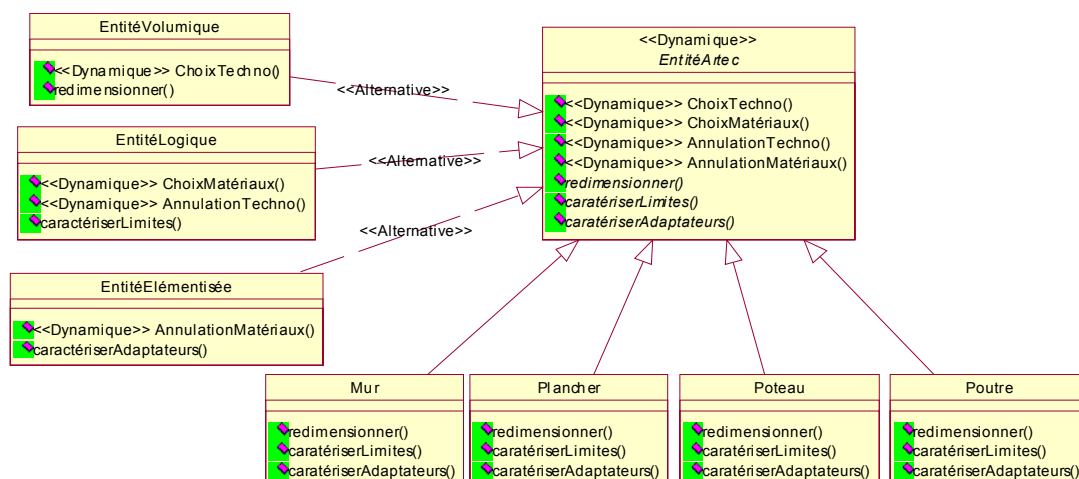 EntitéVolumique
<<Dynamique>> ChoixTechno()
redimensionner()
<<Alternative>>
EntitéLogique
<<Dynamique>> ChoixMatériaux()
<<Dynamique>> AnnulationTechno()
caractériserLimites()
<<Alternative>>
EntitéElémentisée
<<Dynamique>> AnnulationMatériaux()
caractériserAdaptateurs()
<<Alternative>>
<<Dynamique>>
EntitéArtec
<<Dynamique>> ChoixTechno()
<<Dynamique>> ChoixMatériaux()
<<Dynamique>> AnnulationTechno()
<<Dynamique>> AnnulationMatériaux()
redimensionner()
caratériserLimites()
caratériserAdaptateurs()
Mur
redimensionner()
caratériserLimites()
caratériserAdaptateurs()
Plancher
redimensionner()
caratériserLimites()
caratériserAdaptateurs()
Poteau
redimensionner()
caratériserLimites()
caratériserAdaptateurs()
Poutre
redimensionner()
caratériserLimites()
caratériserAdaptateurs()